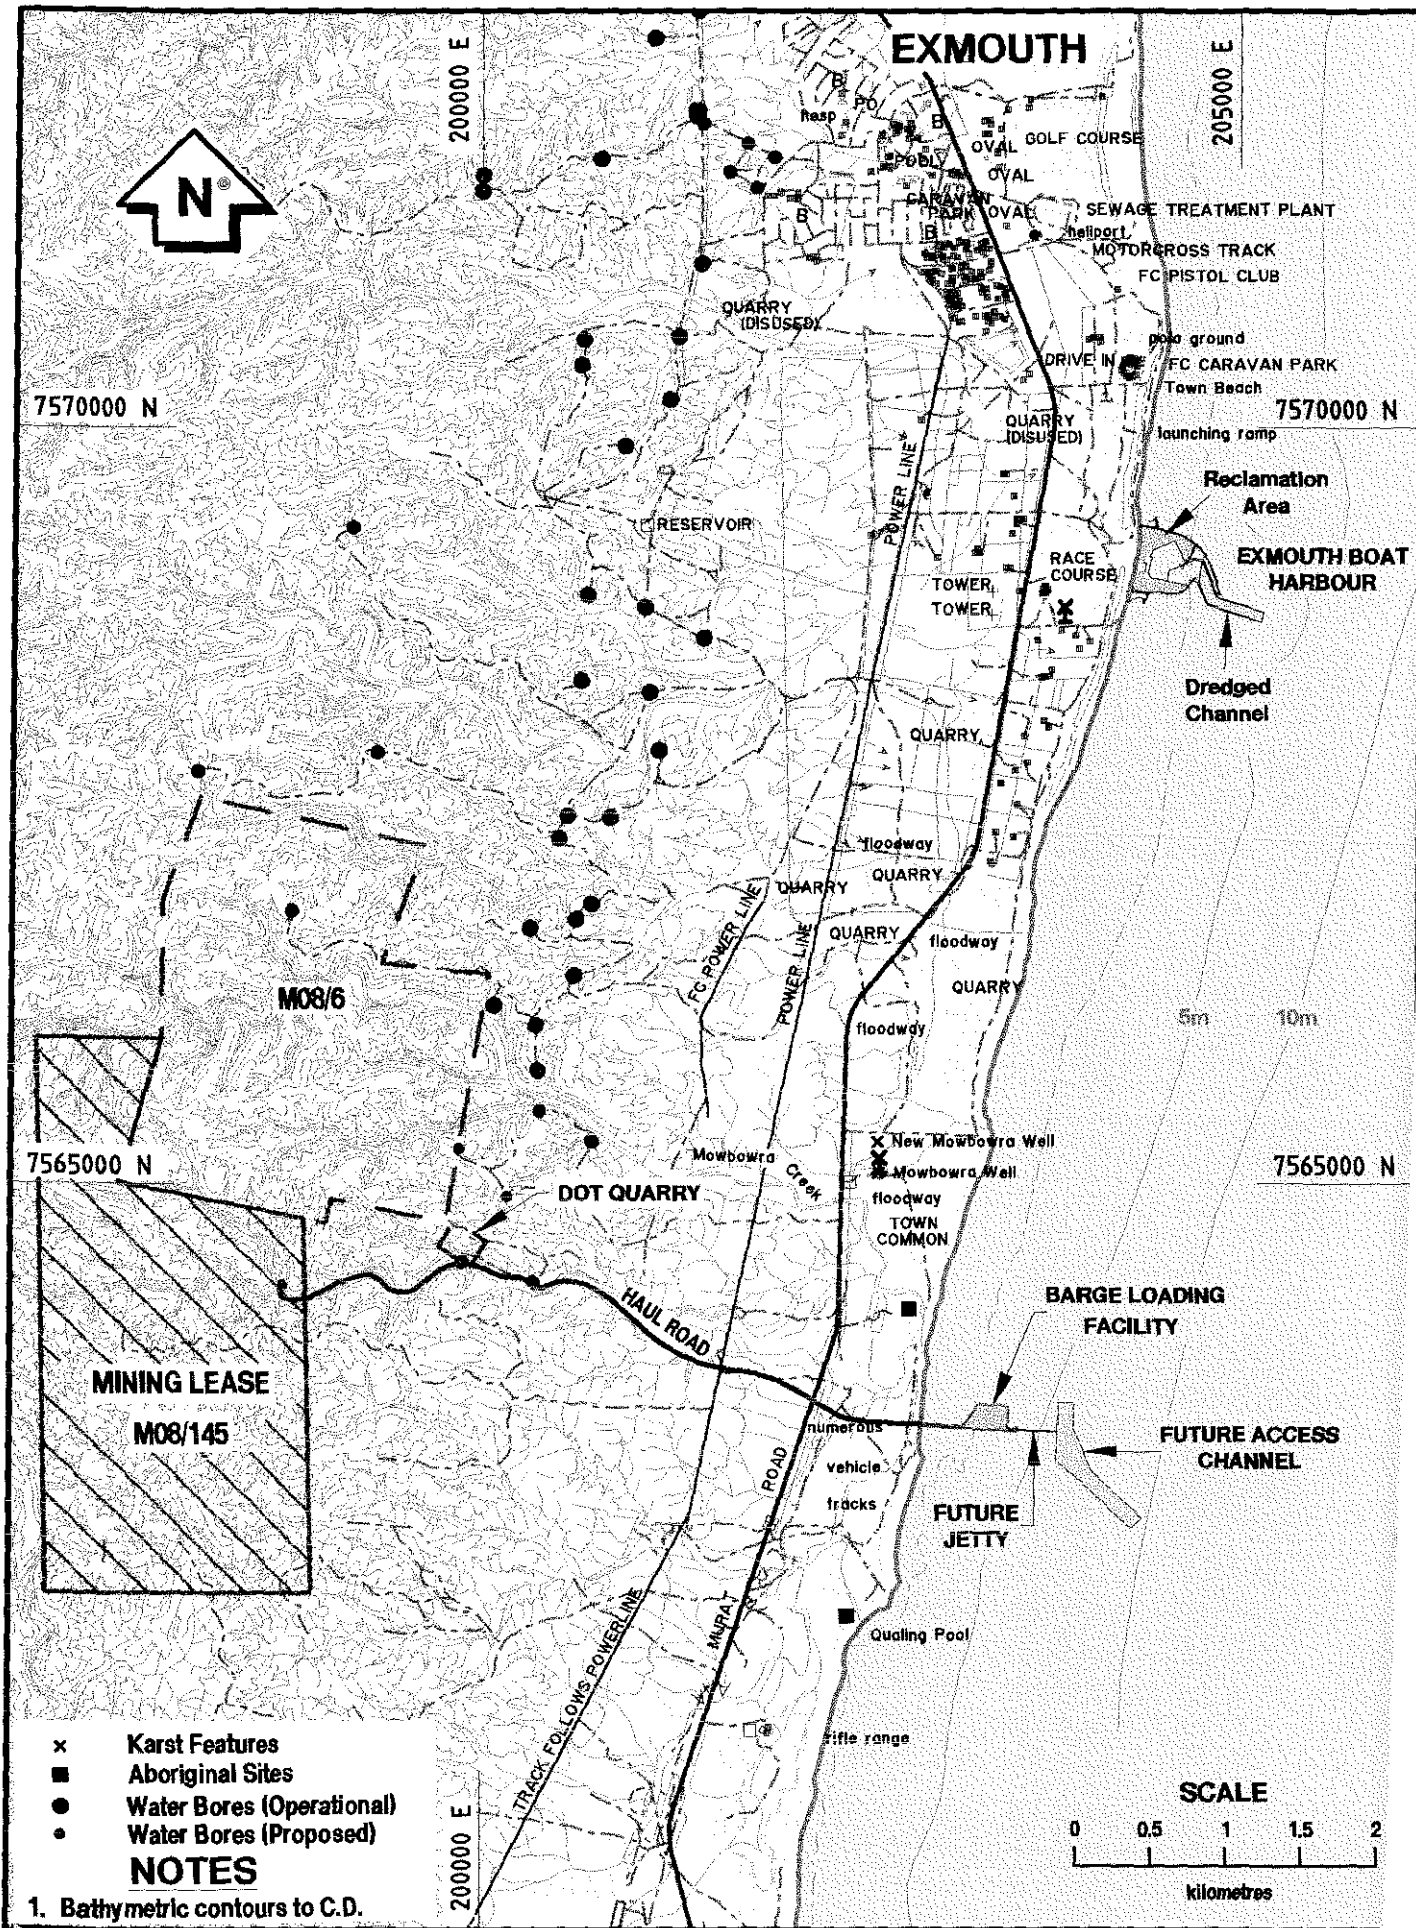 EXMOUTH
200000 E
205000 E
B
PO
hosp
B
POOL
OVAL
GOLF COURSE
OVAL
CARAVAN
PARK
OVAL
B
B
SEWAGE TREATMENT PLANT
heliport
MOTORCROSS TRACK
FC PISTOL CLUB
N
QUARRY
(DISUSED)
polo ground
DRIVE IN
FC CARAVAN PARK
Town Beach
7570000 N
7570000 N
QUARRY
(DISUSED)
launching ramp
POWER LINE
Reclamation
Area
RESERVOIR
EXMOUTH BOAT
HARBOUR
RACE
COURSE
TOWER
TOWER
Dredged
Channel
QUARRY
floodway
QUARRY
QUARRY
FC POWER LINE
POWER LINE
QUARRY
floodway
QUARRY
M08/6
floodway
5m
10m
New Mowbowra Well
Mowbowra
Creek
Mowbowra Well
7565000 N
7565000 N
DOT QUARRY
floodway
TOWN
COMMON
HAUL ROAD
BARGE LOADING
FACILITY
MINING LEASE
M08/145
numerous
vehicle
tracks
FUTURE ACCESS
CHANNEL
FUTURE
JETTY
MURAT
ROAD
TRACK FOLLOWS POWERLINE
Qualing Pool
rifle range
x Karst Features
■ Aboriginal Sites
● Water Bores (Operational)
• Water Bores (Proposed)
NOTES
1. Bathymetric contours to C.D.
200000 E
SCALE
0 0.5 1 1.5 2
kilometres